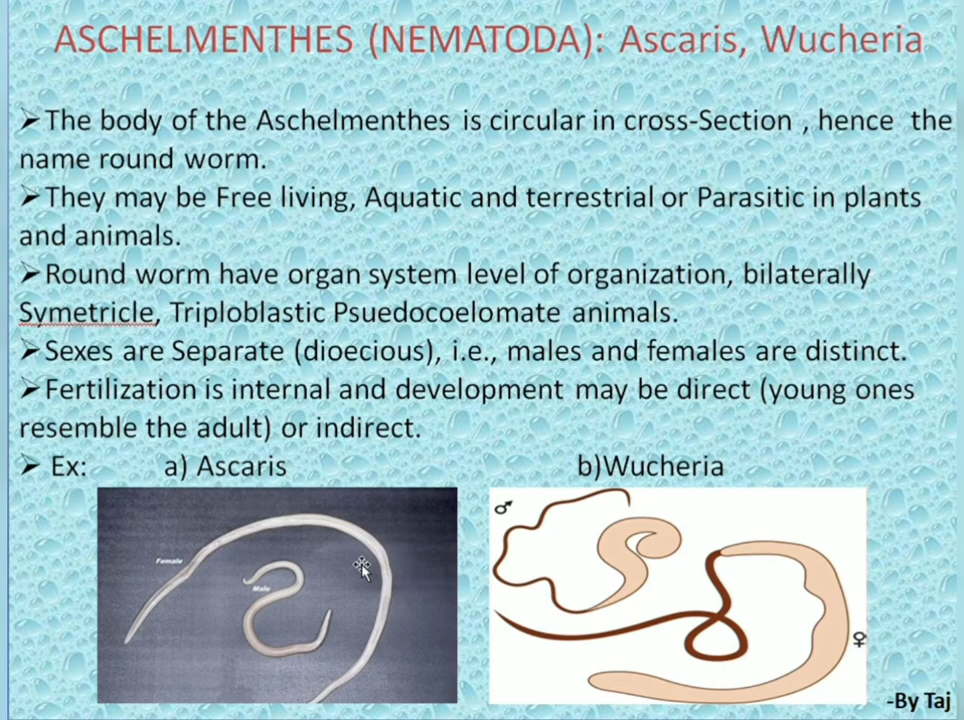 ASCHELMENTHES (NEMATODA): Ascaris, Wucheria
➢The body of the Aschelmenthes is circular in cross-Section , hence the
name round worm.
➢They may be Free living, Aquatic and terrestrial or Parasitic in plants
and animals.
➢Round worm have organ system level of organization, bilaterally
Symetricle, Triploblastic Psuedocoelomate animals.
➢Sexes are Separate (dioecious), i.e., males and females are distinct.
➢Fertilization is internal and development may be direct (young ones
resemble the adult) or indirect.
➢ Ex: a) Ascaris b)Wucheria
♂
Female
Male
♀
-By Taj